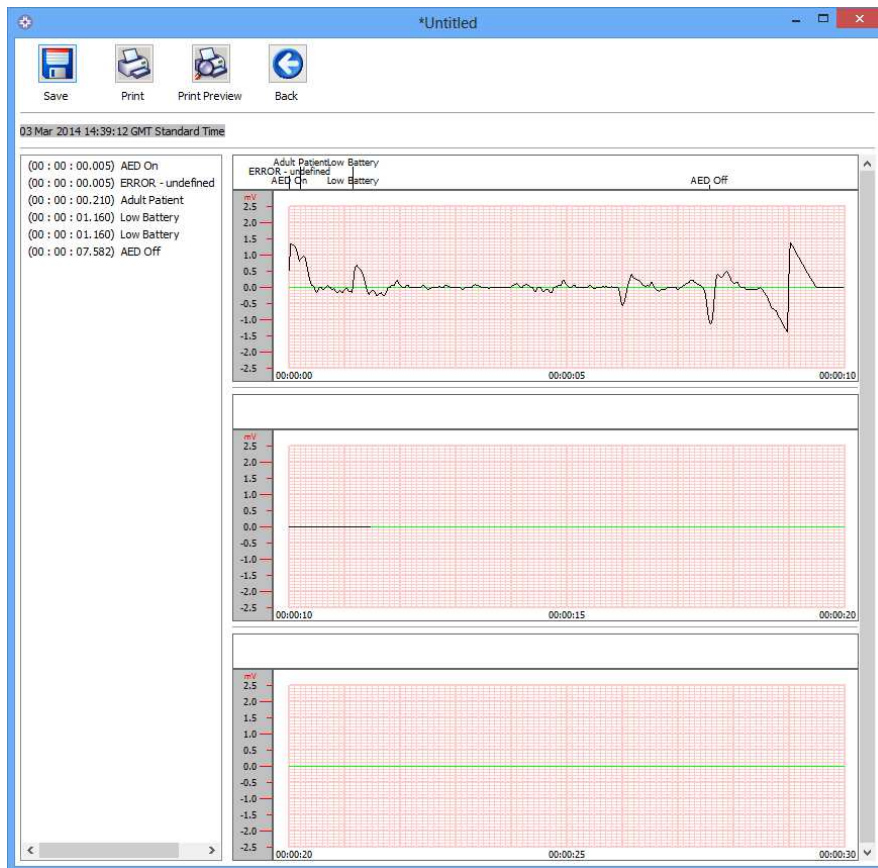 *Untitled
Save Print Print Preview Back
03 Mar 2014 14:39:12 GMT Standard Time
(00 : 00 : 00.005) AED On
(00 : 00 : 00.005) ERROR - undefined
(00 : 00 : 00.210) Adult Patient
(00 : 00 : 01.160) Low Battery
(00 : 00 : 01.160) Low Battery
(00 : 00 : 07.582) AED Off
Adult Patient Low Battery
ERROR - undefined
AED On Low Battery AED Off
mV
2.5
2.0
1.5
1.0
0.5
0.0
-0.5
-1.0
-1.5
-2.0
-2.5
00:00:00 00:00:05 00:00:10
mV
2.5
2.0
1.5
1.0
0.5
0.0
-0.5
-1.0
-1.5
-2.0
-2.5
00:00:10 00:00:15 00:00:20
mV
2.5
2.0
1.5
1.0
0.5
0.0
-0.5
-1.0
-1.5
-2.0
-2.5
00:00:20 00:00:25 00:00:30